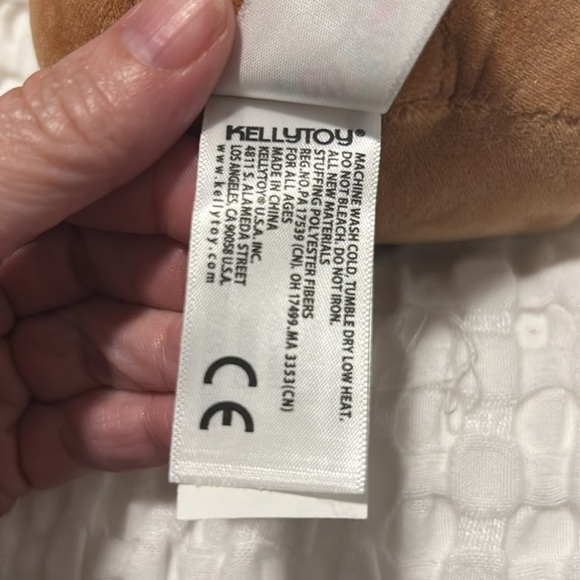 KELLYTOY®
MACHINE WASH COLD. TUMBLE DRY LOW HEAT.
DO NOT BLEACH. DO NOT IRON.
ALL NEW MATERIALS
STUFFING POLYESTER FIBERS
REG.NO.PA 17539 (CN). OH 17499.MA 3353(CN)
FOR ALL AGES
MADE IN CHINA
KELLYTOY® U.S.A. INC.
4811 S. ALAMEDA STREET
LOS ANGELES, CA 90058 U.S.A.
www.kellytoy.com
CE